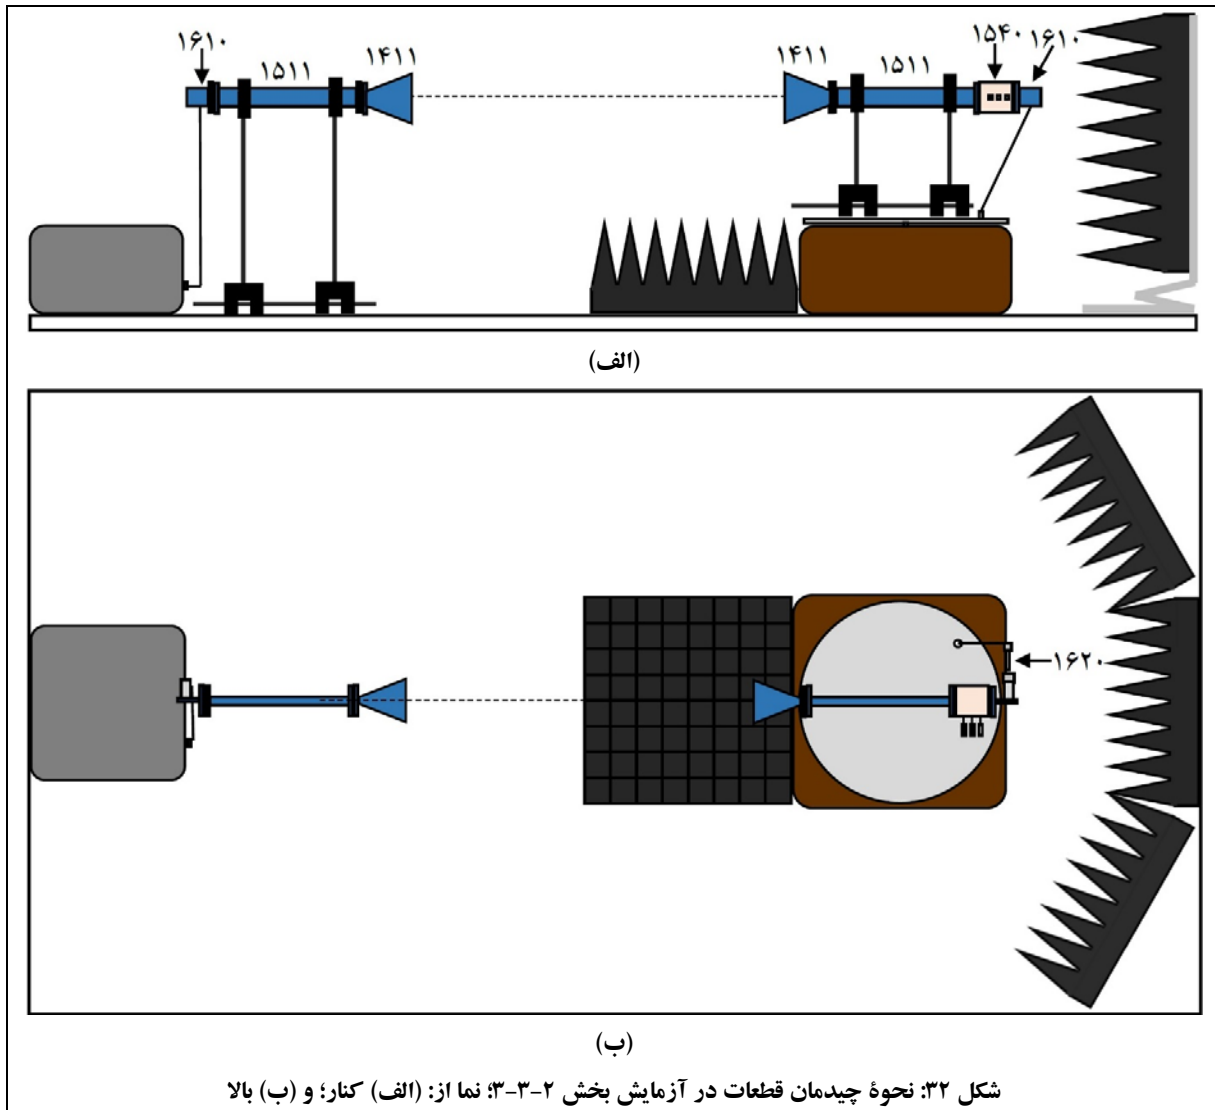 ۱۶۱۰
۱۵۱۱
۱۴۱۱
۱۴۱۱
۱۵۱۱
۱۵۴۰
۱۶۱۰
(الف)
۱۶۲۰
(ب)
شکل ۳۲: نحوۀ چیدمان قطعات در آزمایش بخش ۲-۳-۳؛ نما از: (الف) کنار؛ و (ب) بالا